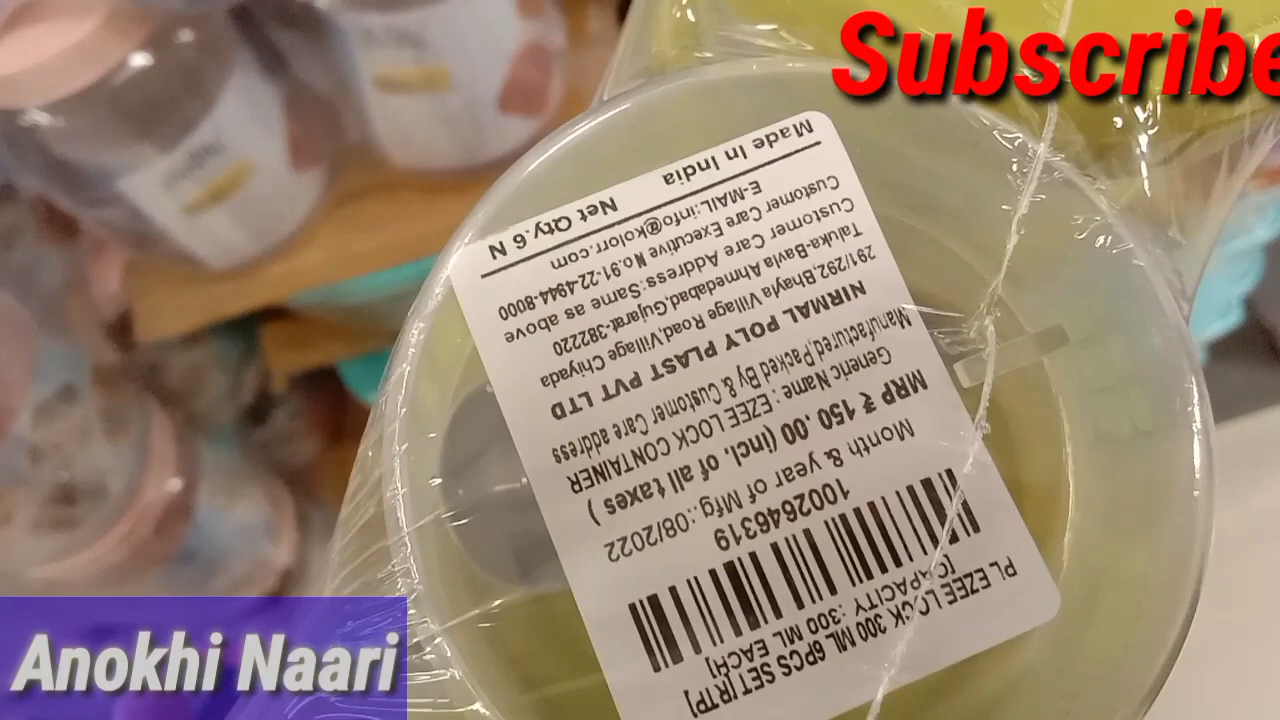 Subscribe
PL EZEE LOCK 300 ML 6PCS SET[RTP]
[CAPACITY :300 ML EACH]
1002646319
Month & year of Mfg.:08/2022
MRP ₹ 150 .00 (incl. of all taxes )
Generic Name : EZEE LOCK CONTAINER
Manufactured,Packed By & Customer Care address
NIRMAL POLY PLAST PVT LTD
291/292,Bhayla Village Road,Village Chiyada
Taluka-Bavla Ahmedabad,Gujarat-382220
Customer Care Address:Same as above
Customer Care Executive No.91-22-4944-8000
E-MAIL:info@kolorr.com
Made In India Net Qty.6 N
Anokhi Naari